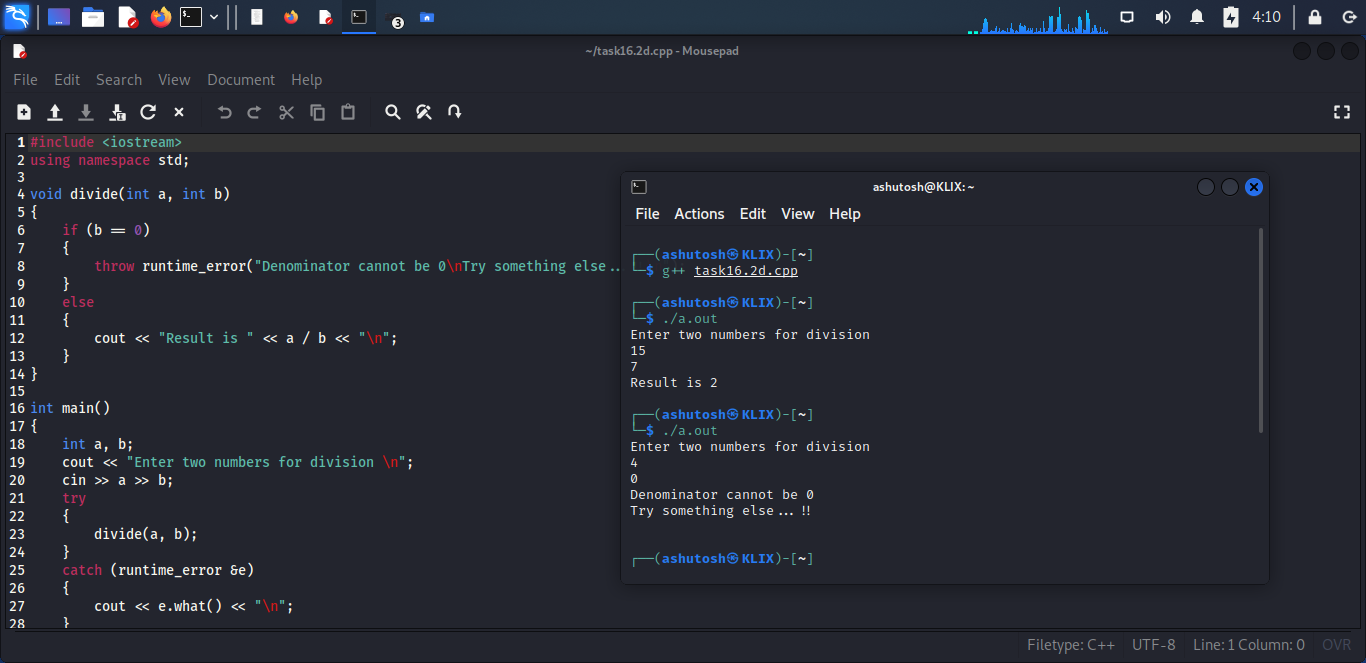 3
4:10
~/task16.2d.cpp - Mousepad
File Edit Search View Document Help
1 #include <iostream>
2 using namespace std;
3
4 void divide(int a, int b)
5 {
6 if (b == 0)
7 {
8 throw runtime_error("Denominator cannot be 0\nTry something else..
9 }
10 else
11 {
12 cout << "Result is " << a / b << "\n";
13 }
14 }
15
16 int main()
17 {
18 int a, b;
19 cout << "Enter two numbers for division \n";
20 cin >> a >> b;
21 try
22 {
23 divide(a, b);
24 }
25 catch (runtime_error &e)
26 {
27 cout << e.what() << "\n";
28 }
ashutosh@KLIX: ~
File Actions Edit View Help
┌──(ashutosh㉿KLIX)-[~]
└─$ g++ task16.2d.cpp
┌──(ashutosh㉿KLIX)-[~]
└─$ ./a.out
Enter two numbers for division
15
7
Result is 2
┌──(ashutosh㉿KLIX)-[~]
└─$ ./a.out
Enter two numbers for division
4
0
Denominator cannot be 0
Try something else...!!
┌──(ashutosh㉿KLIX)-[~]
Filetype: C++ UTF-8 Line: 1 Column: 0 OVR